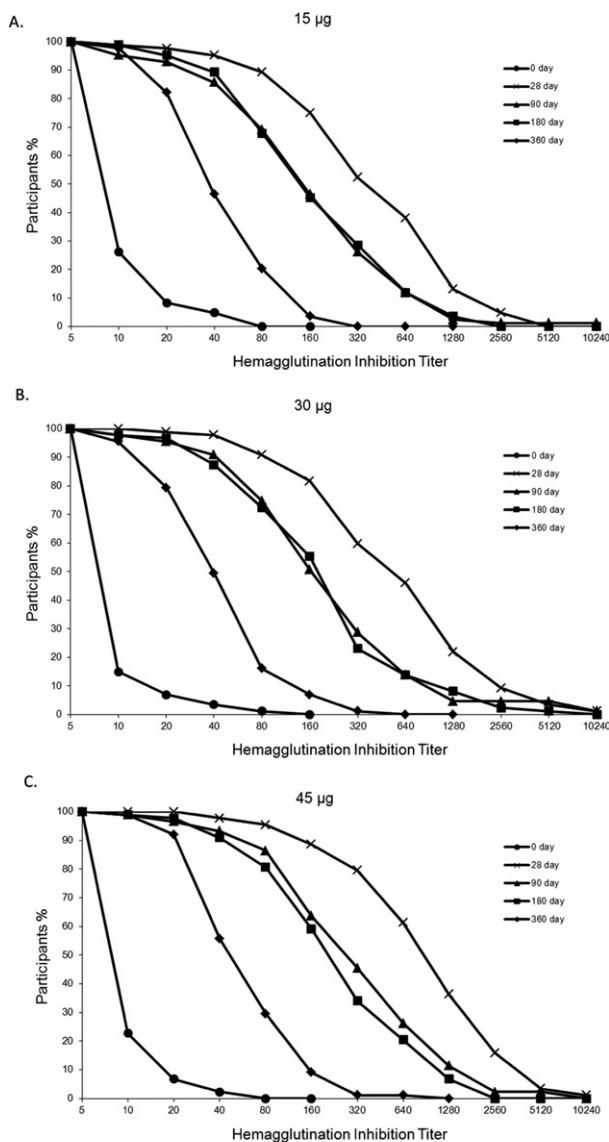 A.
15 µg
100
90
80
70
60
50
40
30
20
10
0
Participants %
0 day
28 day
90 day
180 day
360 day
5 10 20 40 80 160 320 640 1280 2560 5120 10240
Hemagglutination Inhibition Titer
B.
30 µg
100
90
80
70
60
50
40
30
20
10
0
Participants %
0 day
28 day
90 day
180 day
360 day
5 10 20 40 80 160 320 640 1280 2560 5120 10240
Hemagglutination Inhibition Titer
C.
45 µg
100
90
80
70
60
50
40
30
20
10
0
Participants %
0 day
28 day
90 day
180 day
360 day
5 10 20 40 80 160 320 640 1280 2560 5120 10240
Hemagglutination Inhibition Titer